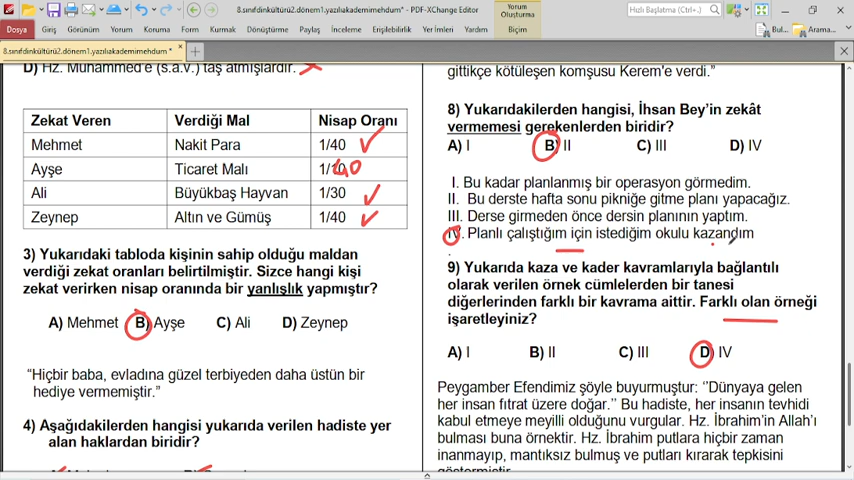 8.sınıfdinkültürü2.dönem1.yazılıakademimehdum* - PDF-XChange Editor
Yorum Oluşturma
Hızlı Başlatma (Ctrl+.)
Dosya Giriş Görünüm Yorum Koruma Form Kurmak Dönüştürme Paylaş İnceleme Erişilebilirlik Yer İmleri Yardım Biçim
Bul... Arama...
8.sınıfdinkültürü2.dönem1.yazılıakademimehdum *
D) Hz. Muhammed'e (s.a.v.) taş atmışlardır.
Zekat Veren Verdiği Mal Nisap Oranı
Mehmet Nakit Para 1/40
Ayşe Ticaret Malı 1/10 40
Ali Büyükbaş Hayvan 1/30
Zeynep Altın ve Gümüş 1/40
3) Yukarıdaki tabloda kişinin sahip olduğu maldan
verdiği zekat oranları belirtilmiştir. Sizce hangi kişi
zekat verirken nisap oranında bir yanlışlık yapmıştır?
A) Mehmet B) Ayşe C) Ali D) Zeynep
“Hiçbir baba, evladına güzel terbiyeden daha üstün bir
hediye vermemiştir.”
4) Aşağıdakilerden hangisi yukarıda verilen hadiste yer
alan haklardan biridir?
gittikçe kötüleşen komşusu Kerem'e verdi.”
8) Yukarıdakilerden hangisi, İhsan Bey'in zekât
vermemesi gerekenlerden biridir?
A) I B) II C) III D) IV
I. Bu kadar planlanmış bir operasyon görmedim.
II. Bu derste hafta sonu pikniğe gitme planı yapacağız.
III. Derse girmeden önce dersin planının yaptım.
IV. Planlı çalıştığım için istediğim okulu kazandım
9) Yukarıda kaza ve kader kavramlarıyla bağlantılı
olarak verilen örnek cümlelerden bir tanesi
diğerlerinden farklı bir kavrama aittir. Farklı olan örneği
işaretleyiniz?
A) I B) II C) III D) IV
Peygamber Efendimiz şöyle buyurmuştur: ‘'Dünyaya gelen
her insan fıtrat üzere doğar.’' Bu hadiste, her insanın tevhidi
kabul etmeye meyilli olduğunu vurgular. Hz. İbrahim'in Allah'ı
bulması buna örnektir. Hz. İbrahim putlara hiçbir zaman
inanmayıp, mantıksız bulmuş ve putları kırarak tepkisini
göstermiştir.